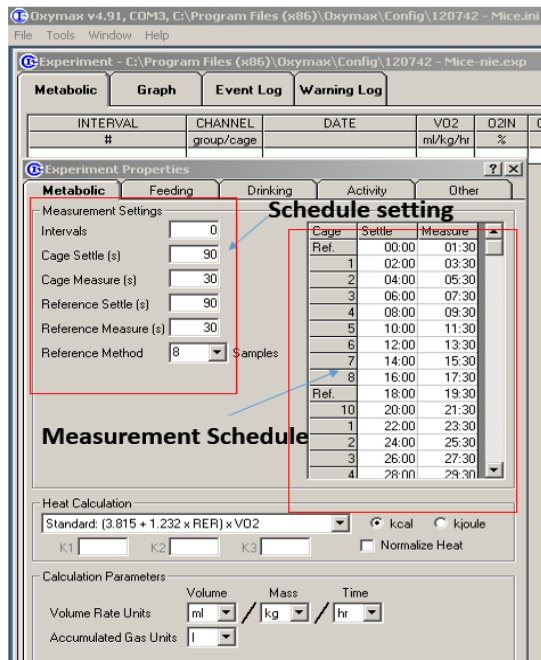 Oxymax v4.91, COM3, C:\Program Files (x86)\Oxymax\Config\120742 - Mice.ini
File Tools Window Help
Experiment - C:\Program Files (x86)\Oxymax\Config\120742 - Mice-nie.exp
Metabolic Graph Event Log Warning Log
INTERVAL CHANNEL DATE VO2 O2IN
# group/cage ml/kg/hr %
Experiment Properties ? ×
Metabolic Feeding Drinking Activity Other
Measurement Settings
Schedule setting
Intervals 0
Cage Settle (s) 90
Cage Measure (s) 30
Reference Settle (s) 90
Reference Measure (s) 30
Reference Method 8 Samples
Measurement Schedule
Cage Settle Measure
Ref. 00:00 01:30
1 02:00 03:30
2 04:00 05:30
3 06:00 07:30
4 08:00 09:30
5 10:00 11:30
6 12:00 13:30
7 14:00 15:30
8 16:00 17:30
Ref. 18:00 19:30
10 20:00 21:30
1 22:00 23:30
2 24:00 25:30
3 26:00 27:30
4 28:00 29:30
Heat Calculation
Standard: (3.815 + 1.232 x RER) x VO2 kcal kjoule
K1 K2 K3 Normalize Heat
Calculation Parameters
Volume Mass Time
Volume Rate Units ml / kg / hr
Accumulated Gas Units l